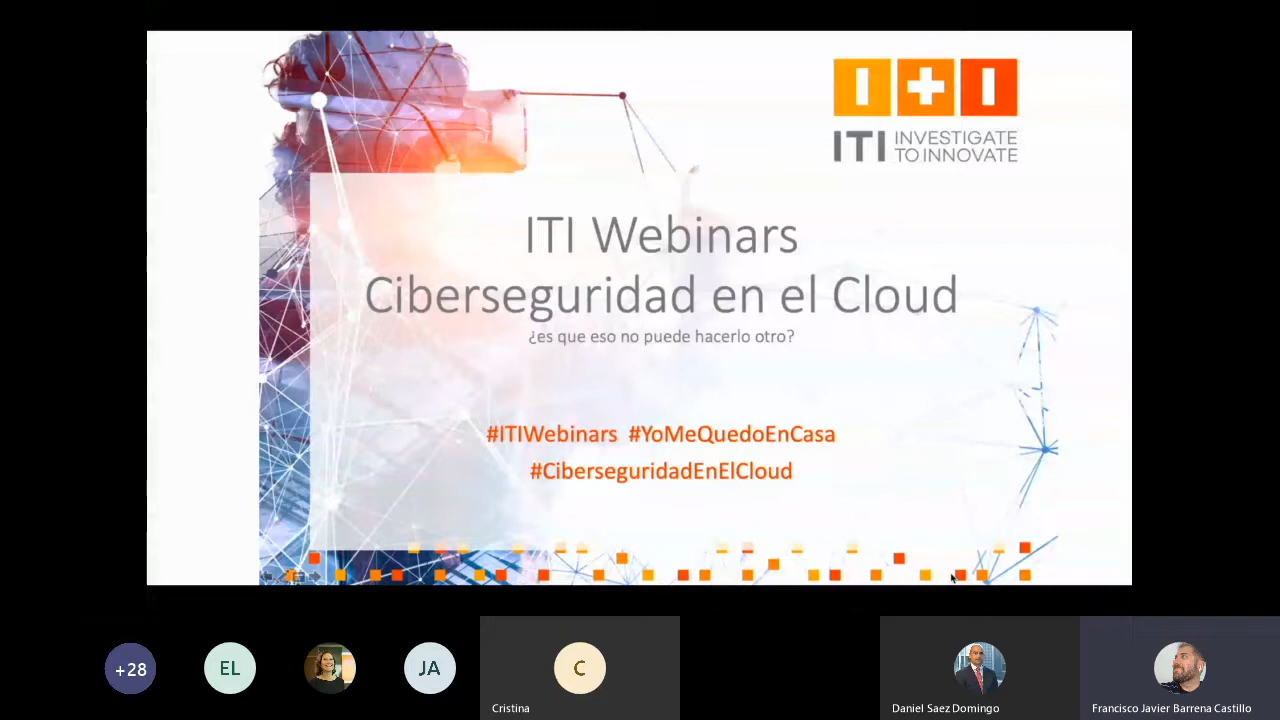 ITI INVESTIGATE
TO INNOVATE
ITI Webinars
Ciberseguridad en el Cloud
¿es que eso no puede hacerlo otro?
#ITIWebinars #YoMeQuedoEnCasa
#CiberseguridadEnElCloud
+28
EL
JA
C
Cristina
Daniel Saez Domingo
Francisco Javier Barrena Castillo